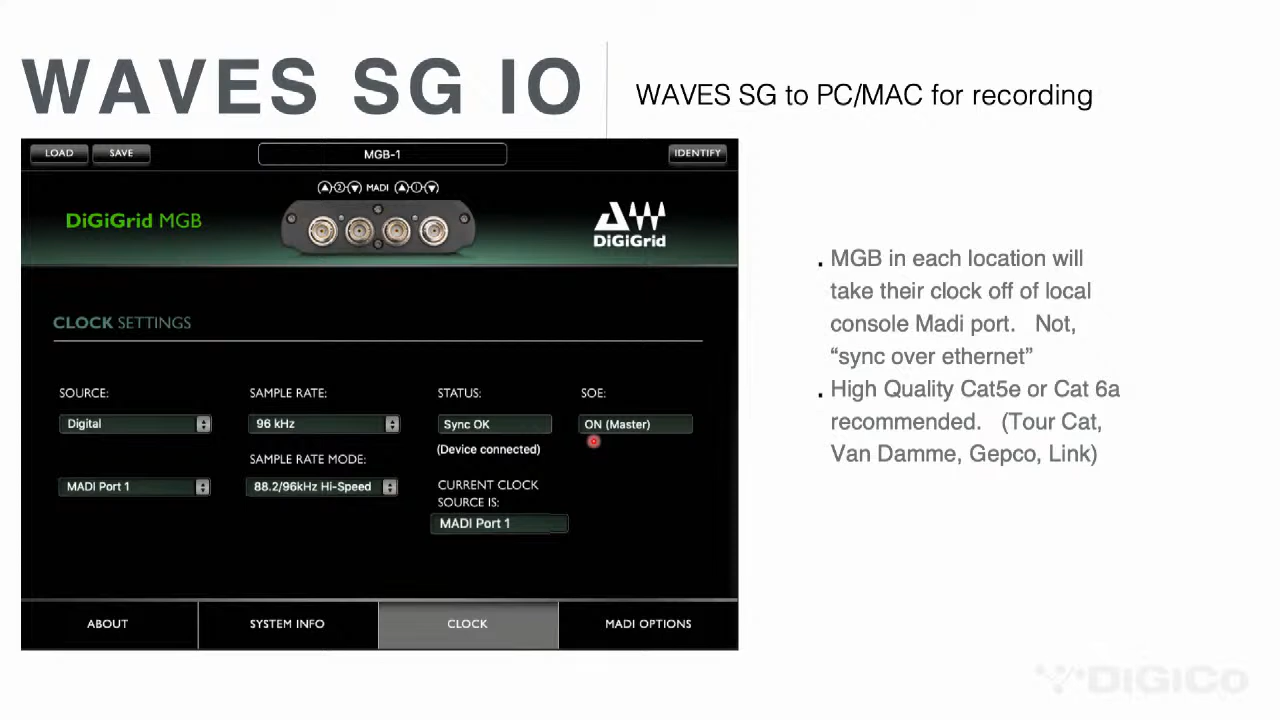 WAVES SG IO
WAVES SG to PC/MAC for recording
LOAD SAVE MGB-1 IDENTIFY
2 MADI 1
DiGiGrid MGB
DiGiGrid
CLOCK SETTINGS
SOURCE: SAMPLE RATE: STATUS: SOE:
Digital 96 kHz Sync OK ON (Master)
(Device connected)
SAMPLE RATE MODE:
MADI Port 1 88.2/96kHz Hi-Speed
CURRENT CLOCK
SOURCE IS:
MADI Port 1
ABOUT SYSTEM INFO CLOCK MADI OPTIONS
. MGB in each location will
take their clock off of local
console Madi port. Not,
“sync over ethernet”
. High Quality Cat5e or Cat 6a
recommended. (Tour Cat,
Van Damme, Gepco, Link)
DiGiCo